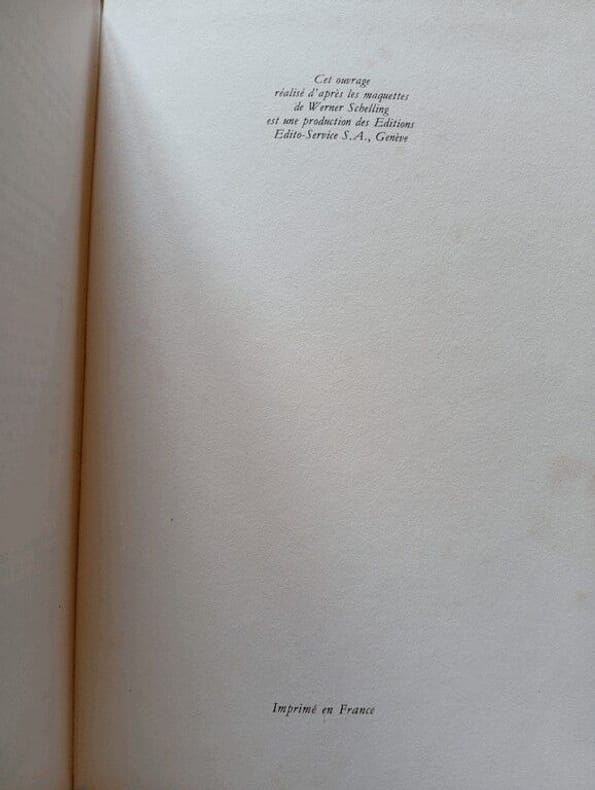 Cet ouvrage
réalisé d'après les maquettes
de Werner Schelling
est une production des Editions
Edito-Service S.A., Genève
Imprimé en France